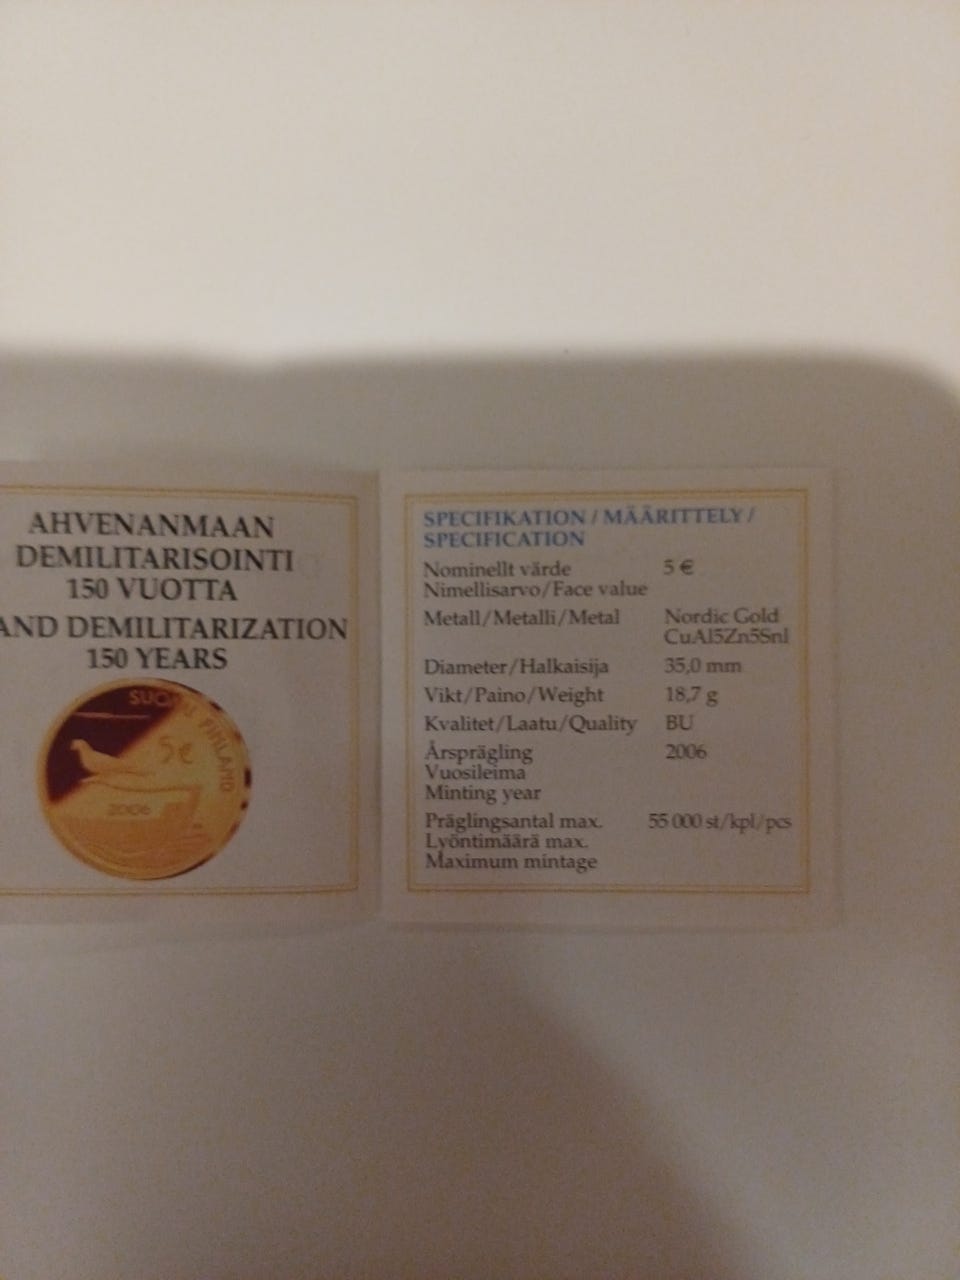 AHVENANMAAN
DEMILITARISOINTI
150 VUOTTA
AND DEMILITARIZATION
150 YEARS
SUOMI FINLAND
5€
2006
SPECIFIKATION / MÄÄRITTELY /
SPECIFICATION
Nominellt värde 5 €
Nimellisarvo/Face value
Metall/Metalli/Metal Nordic Gold
CuAl5Zn5Snl
Diameter/Halkaisija 35,0 mm
Vikt/Paino/Weight 18,7 g
Kvalitet/Laatu/Quality BU
Årsprägling 2006
Vuosileima
Minting year
Präglingsantal max. 55 000 st/kpl/pcs
Lyöntimäärä max.
Maximum mintage